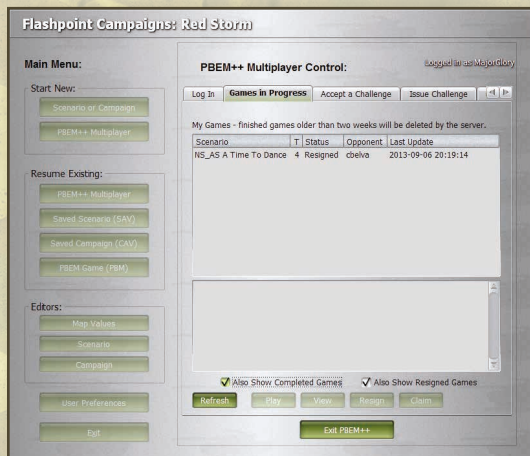 Flashpoint Campaigns: Red Storm
Main Menu:
Start New:
Scenario or Campaign
PBEM++ Multiplayer
Resume Existing:
PBEM++ Multiplayer
Saved Scenario (SAV)
Saved Campaign (CAV)
PBEM Game (PBM)
Editors:
Map Values
Scenario
Campaign
User Preferences
Exit
PBEM++ Multiplayer Control:
Logged in as MajorGlory
Log In Games in Progress Accept a Challenge Issue Challenge
My Games - finished games older than two weeks will be deleted by the server.
Scenario T Status Opponent Last Update
NS_AS A Time To Dance 4 Resigned cbelva 2013-09-06 20:19:14
Also Show Completed Games Also Show Resigned Games
Refresh Play View Resign Claim
Exit PBEM++